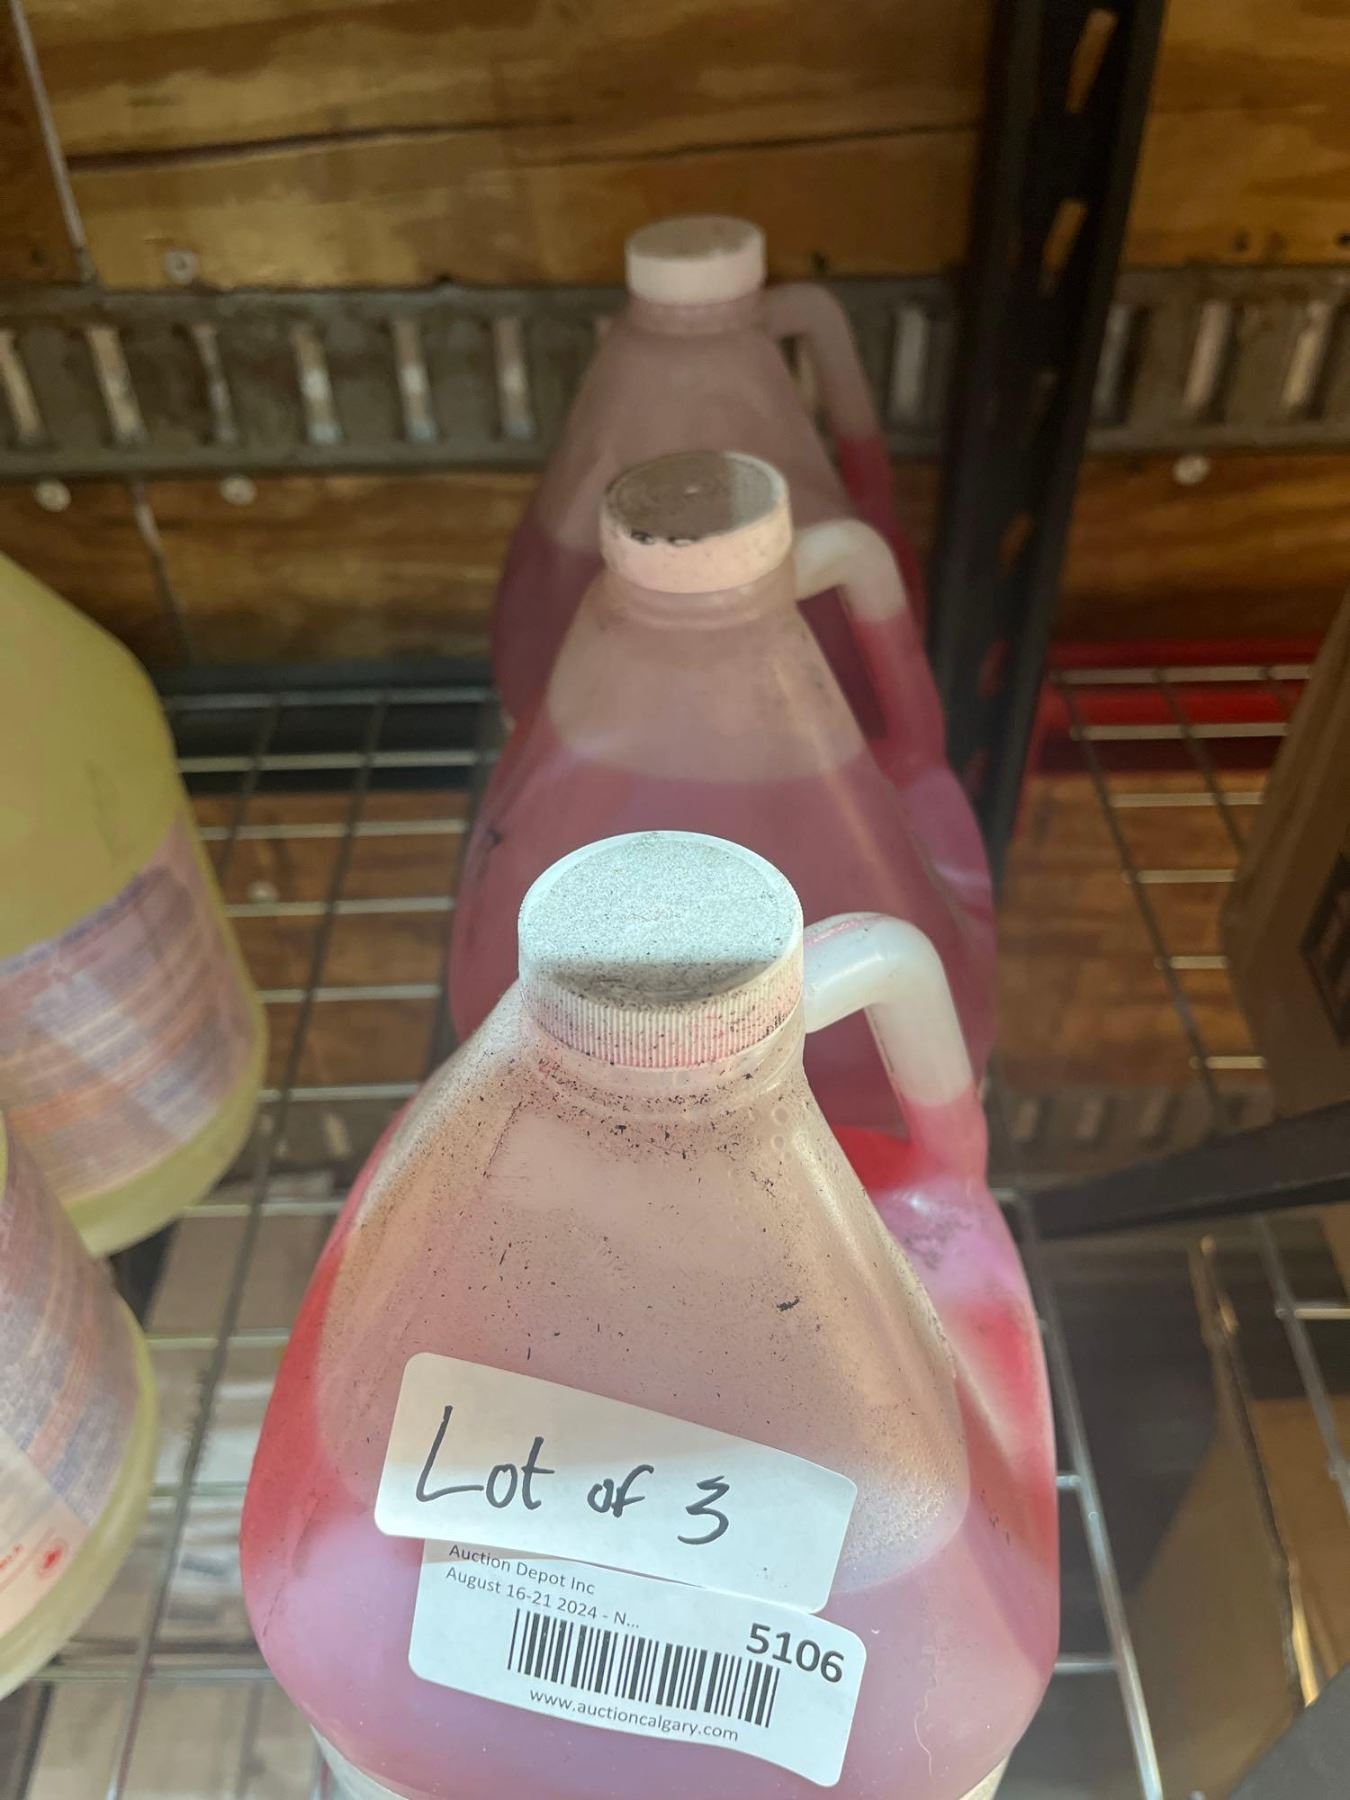 Lot of 3
Auction Depot Inc
August 16-21 2024 - N...
5106
www.auctioncalgary.com